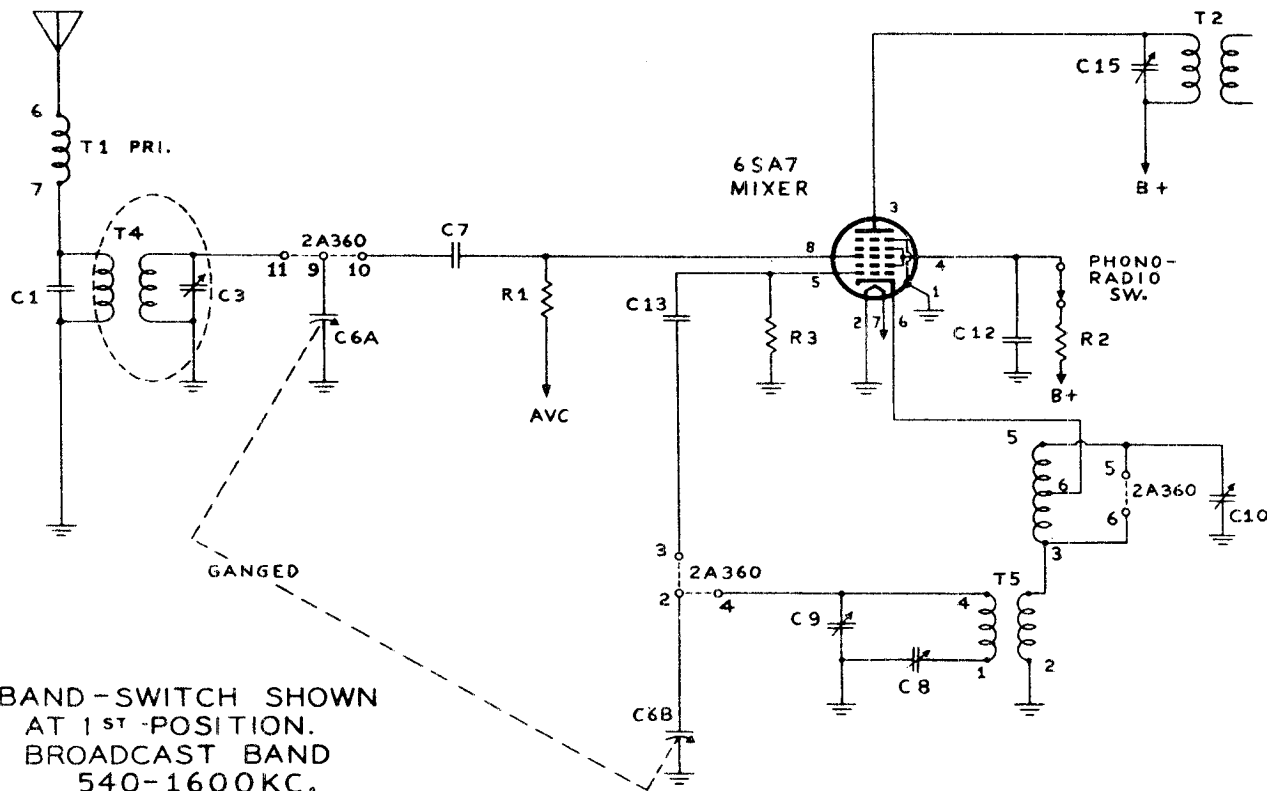 T2
C15
B+
6
T1 PRI.
7
6SA7
MIXER
3
T4
2A360
11
9
10
C7
8
5
4
1
PHONO-
RADIO
SW.
C1
C3
C6A
R1
C13
R3
2
7
6
C12
R2
B+
AVC
5
6
5
2A360
6
C10
3
GANGED
3
2A360
2
4
C9
4
T5
1
2
C8
C6B
BAND-SWITCH SHOWN
AT 1ST-POSITION.
BROADCAST BAND
540-1600KC.